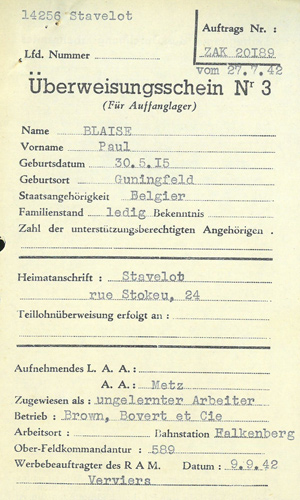 14256 Stavelot
Auftrags Nr. :
Lfd. Nummer
ZAK 20189
vom 27.7.42
Überweisungsschein Nr 3
(Für Auffanglager)
Name BLAISE
Vorname Paul
Geburtsdatum 30.5.I5
Geburtsort Guningfeld
Staatsangehörigkeit Belgier
Familienstand ledig Bekenntnis
Zahl der unterstützungsberechtigten Angehörigen .
Heimatanschrift : Stavelot
rue Stokeu, 24
Teillohnüberweisung erfolgt an :
Aufnehmendes L. A. A. :
A. A. : Metz
Zugewiesen als : ungelernter Arbeiter
Betrieb : Brown, Bovert et Cie
Arbeitsort : Bahnstation Falkenberg
Ober-Feldkommandantur : 589
Werbebeauftragter des R A M. Datum : 9.9.42
Verviers